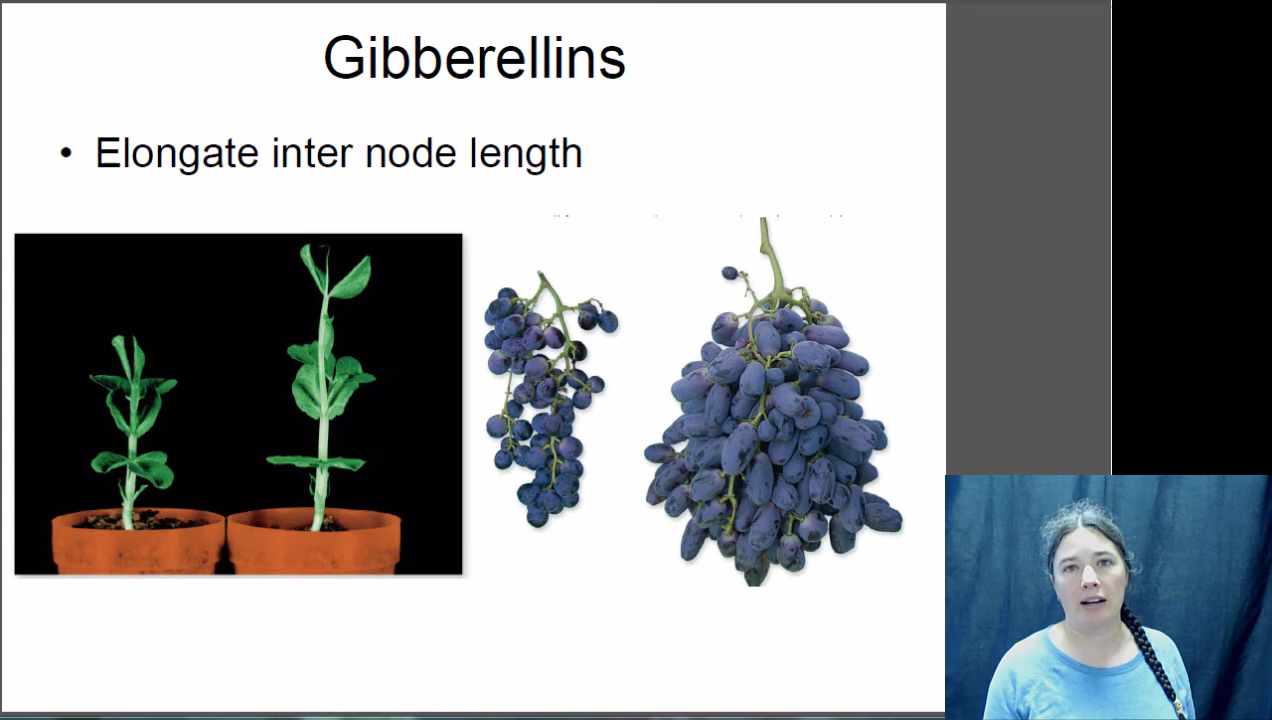 Gibberellins
• Elongate inter node length